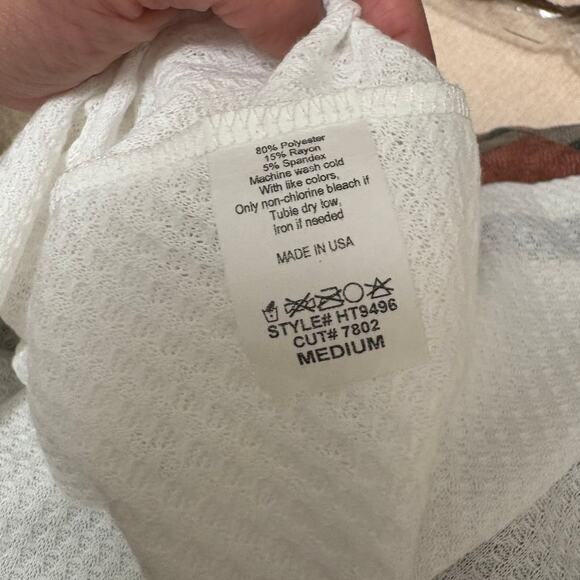 80% Polyester
15% Rayon
5% Spandex
Machine wash cold
With like colors,
Only non-chlorine bleach if
Tubie dry low,
iron if needed
MADE IN USA
STYLE# HT9496
CUT# 7802
MEDIUM